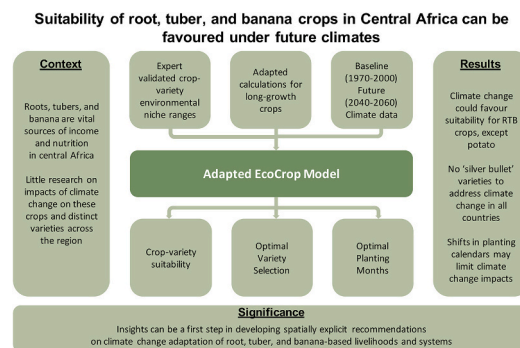 Suitability of root, tuber, and banana crops in Central Africa can be
favoured under future climates
Context
Roots, tubers, and
banana are vital
sources of income
and nutrition
in central Africa
Little research on
impacts of climate
change on these
crops and distinct
varieties across
the region
Expert
validated crop-
variety
environmental
niche ranges
Adapted
calculations for
long-growth
crops
Baseline
(1970-2000)
Future
(2040-2060)
Climate data
Adapted EcoCrop Model
Crop-variety
suitability
Optimal
Variety
Selection
Optimal
Planting
Months
Results
Climate change
could favour
suitability for RTB
crops, except
potato
No 'silver bullet'
varieties to
address climate
change in all
countries
Shifts in planting
calendars may
limit climate
change impacts
Significance
Insights can be a first step in developing spatially explicit recommendations
on climate change adaptation of root, tuber, and banana-based livelihoods and systems